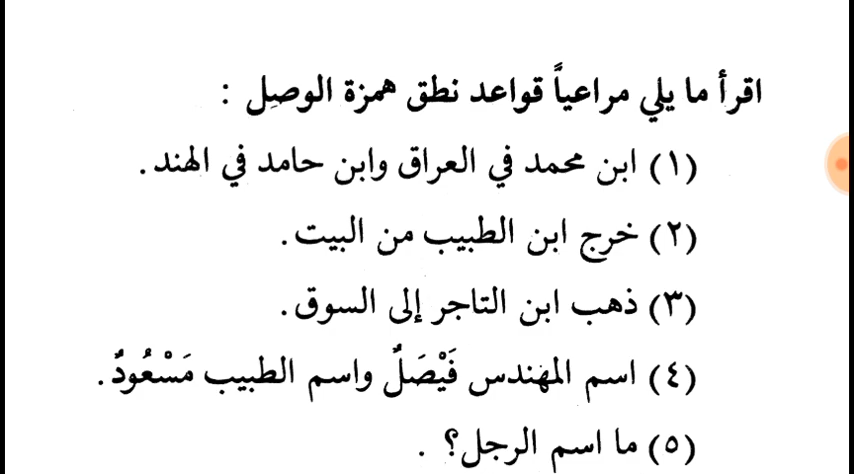 اقرأ ما يلي مراعياً قواعد نطق همزة الوصل :
(١) ابن محمد في العراق وابن حامد في الهند.
(٢) خرج ابن الطبيب من البيت.
(٣) ذهب ابن التاجر إلى السوق.
(٤) اسم المهندس فَيْصَلٌ واسم الطبيب مَسْعُودٌ.
(٥) ما اسم الرجل؟ .